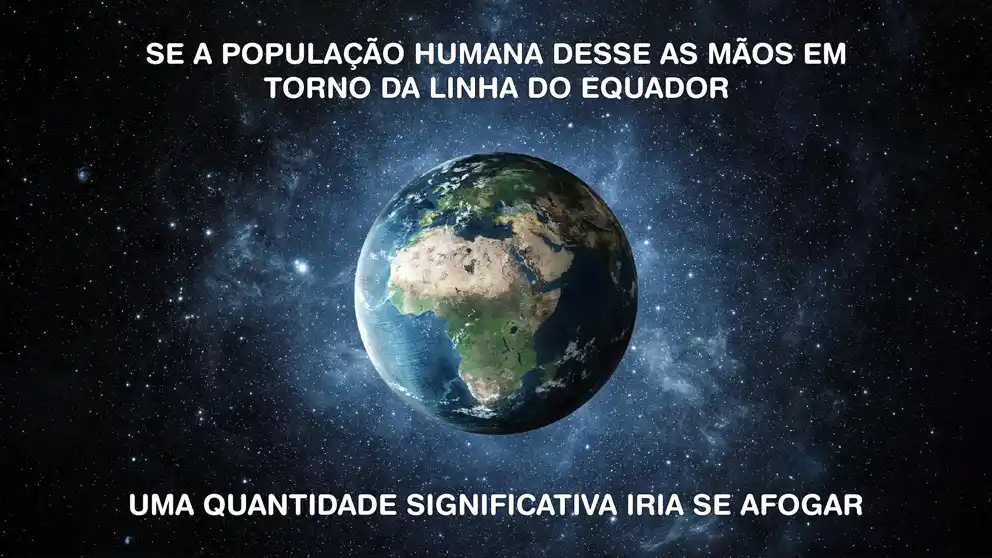 SE A POPULAÇÃO HUMANA DESSE AS MÃOS EM
TORNO DA LINHA DO EQUADOR
UMA QUANTIDADE SIGNIFICATIVA IRIA SE AFOGAR